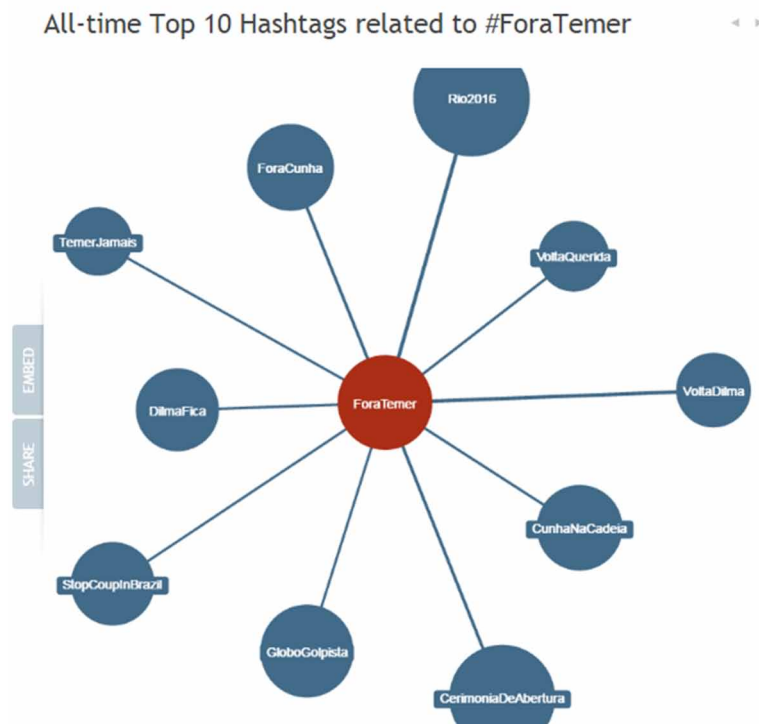 All-time Top 10 Hashtags related to #ForaTemer
Rio2016
ForaCunha
TemerJamais
VoltaQuerida
EMBED
VoltaDilma
ForaTemer
DilmaFica
SHARE
CunhaNaCadeia
StopCoupInBrazil
GloboGolpista
CerimoniaDeAbertura